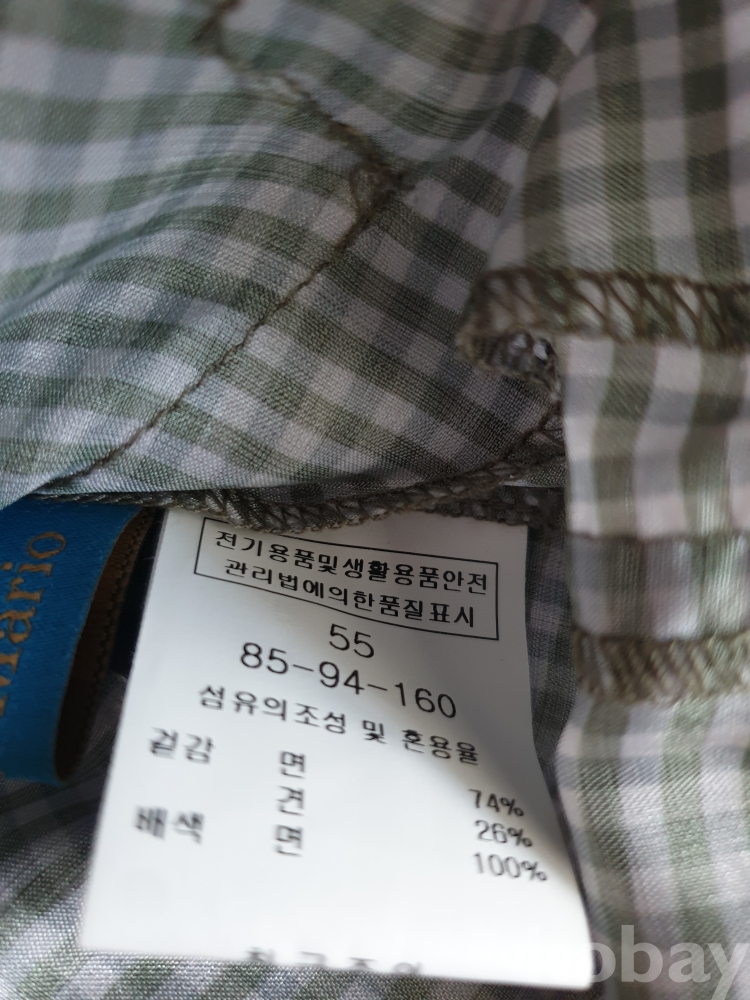 전기용품및생활용품안전
관리법에의한품질표시
55
85-94-160
섬유의조성 및 혼용율
겉감 면 74%
견 26%
배색 면 100%
Mario
obay